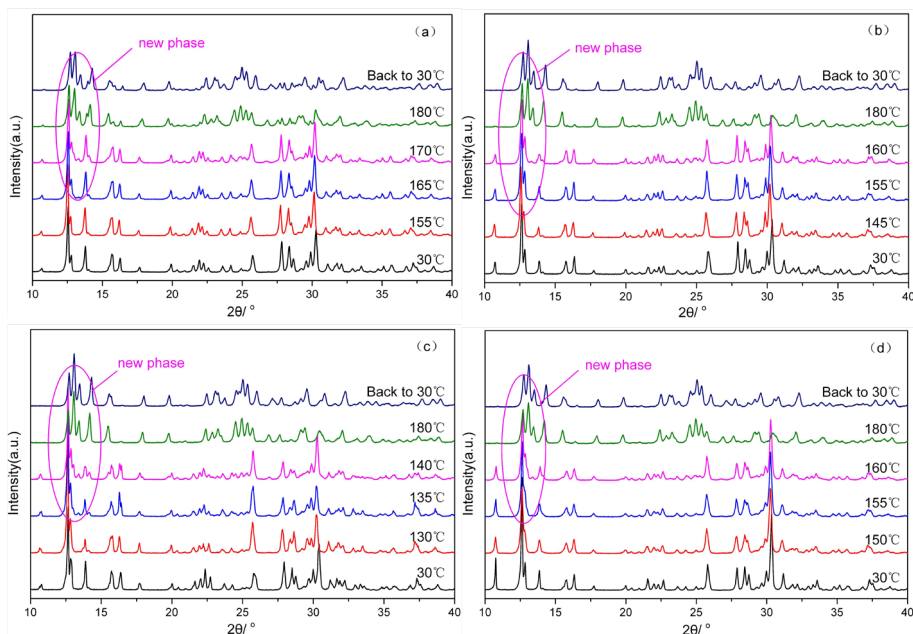 (a)
new phase
Back to 30℃
180℃
170℃
165℃
155℃
30℃
Intensity(a.u.)
10 15 20 25 30 35 40
2θ/ °
(b)
new phase
Back to 30℃
180℃
160℃
155℃
145℃
30℃
Intensity(a.u.)
10 15 20 25 30 35 40
2θ/ °
(c)
new phase
Back to 30℃
180℃
140℃
135℃
130℃
30℃
Intensity(a.u.)
10 15 20 25 30 35 40
2θ/ °
(d)
new phase
Back to 30℃
180℃
160℃
155℃
150℃
30℃
Intensity(a.u.)
10 15 20 25 30 35 40
2θ/ °